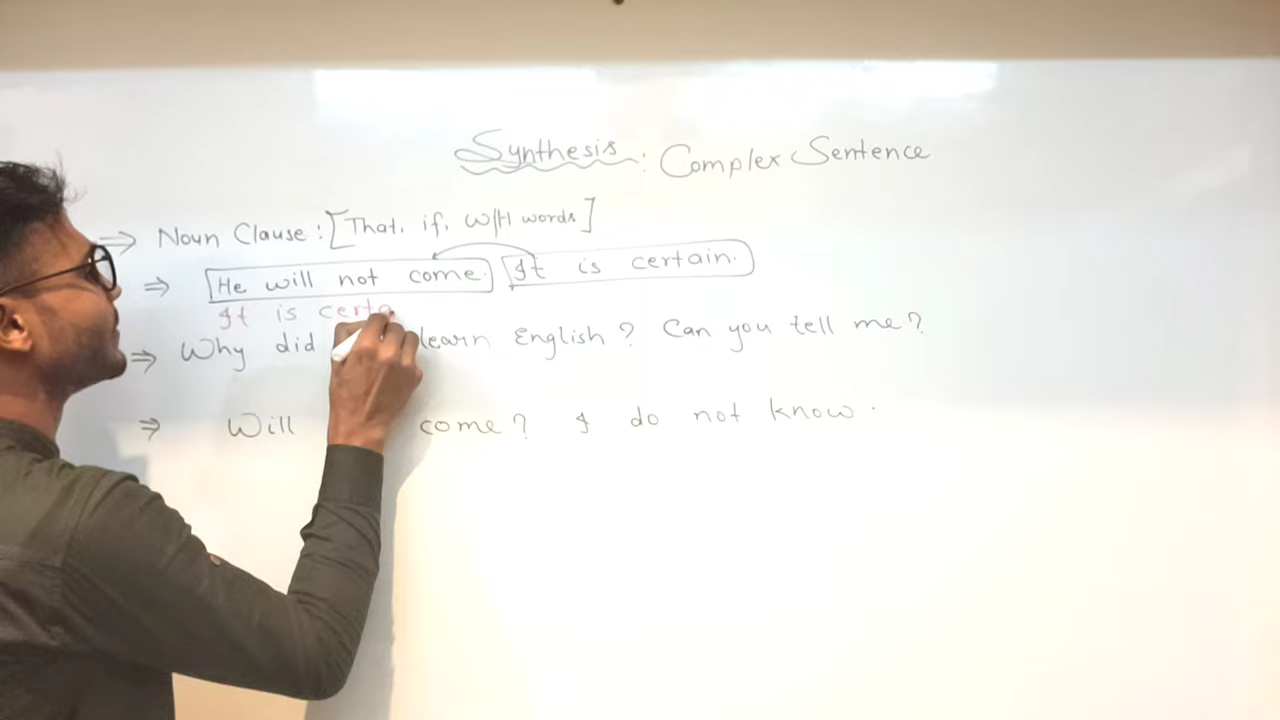 Synthesis : Complex Sentence
⇒ Noun Clause : [That, if, W/H words]
⇒ He will not come. It is certain.
It is certa
⇒ Why did learn English ? Can you tell me ?
⇒ Will come ? I do not know.